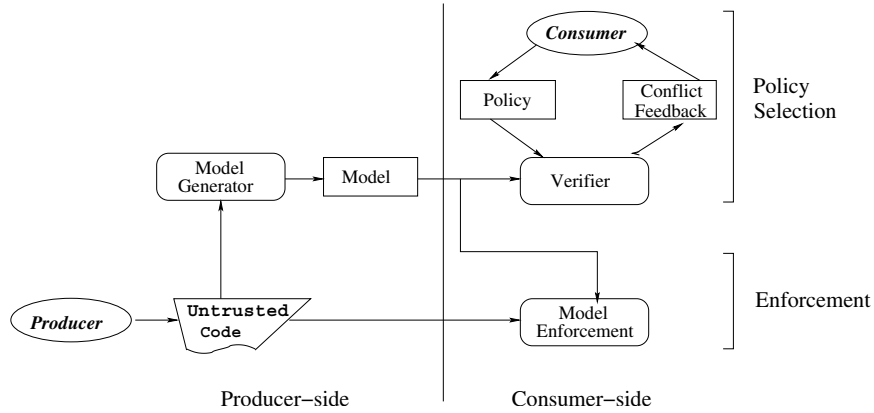 Consumer
Policy
Conflict
Feedback
Policy
Selection
Model
Generator
Model
Verifier
Producer
Untrusted
Code
Model
Enforcement
Enforcement
Producer−side
Consumer−side